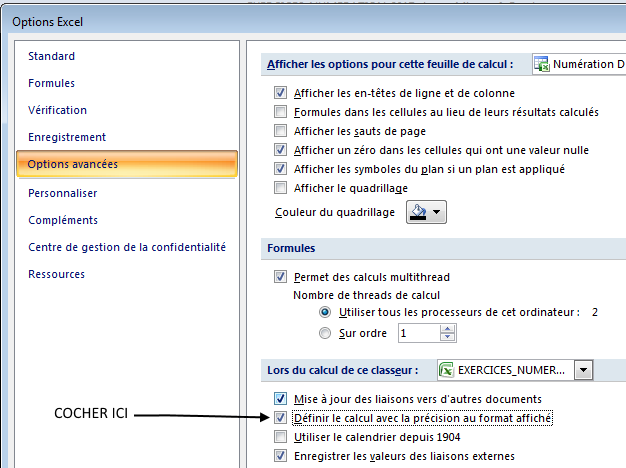 Options Excel
Standard
Formules
Vérification
Enregistrement
Options avancées
Personnaliser
Compléments
Centre de gestion de la confidentialité
Ressources
Afficher les options pour cette feuille de calcul : Numération D
Afficher les en-têtes de ligne et de colonne
Formules dans les cellules au lieu de leurs résultats calculés
Afficher les sauts de page
Afficher un zéro dans les cellules qui ont une valeur nulle
Afficher les symboles du plan si un plan est appliqué
Afficher le quadrillage
Couleur du quadrillage
Formules
Permet des calculs multithread
Nombre de threads de calcul
Utiliser tous les processeurs de cet ordinateur : 2
Sur ordre 1
Lors du calcul de ce classeur : EXERCICES_NUMER...
Mise à jour des liaisons vers d'autres documents
COCHER ICI
Définir le calcul avec la précision au format affiché
Utiliser le calendrier depuis 1904
Enregistrer les valeurs des liaisons externes